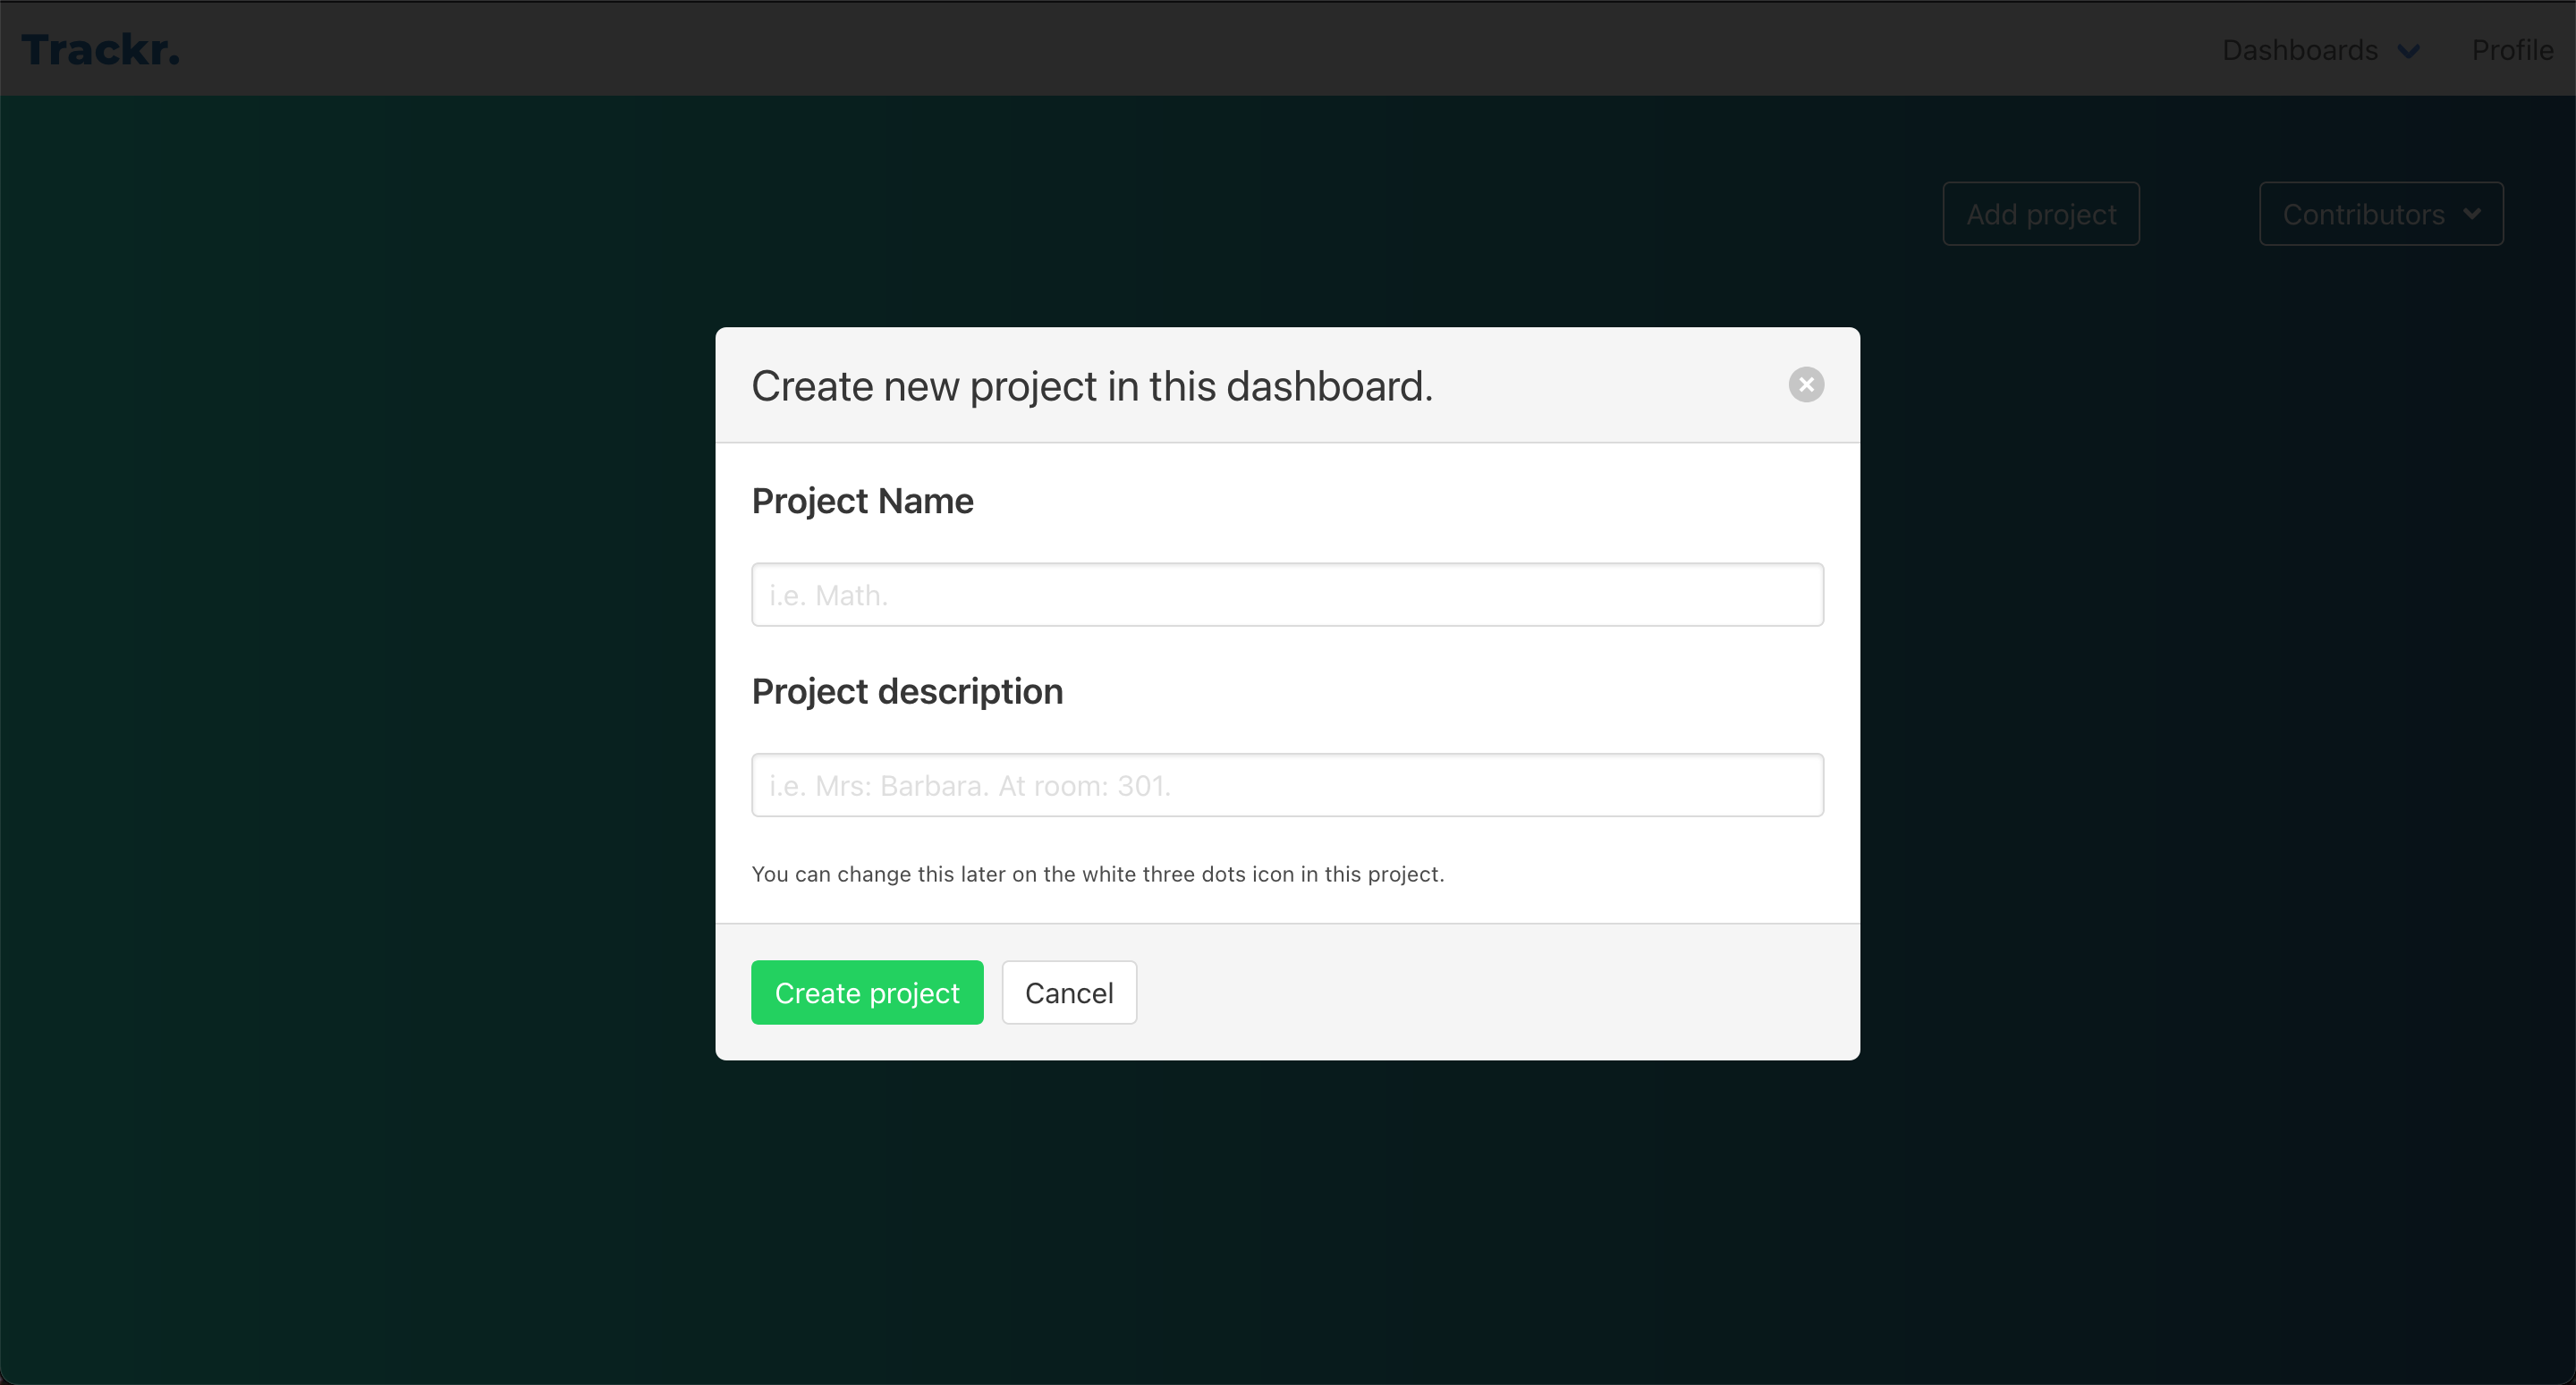 Trackr.
Dashboards
Profile
Add project
Contributors
Create new project in this dashboard.
Project Name
i.e. Math.
Project description
i.e. Mrs: Barbara. At room: 301.
You can change this later on the white three dots icon in this project.
Create project
Cancel